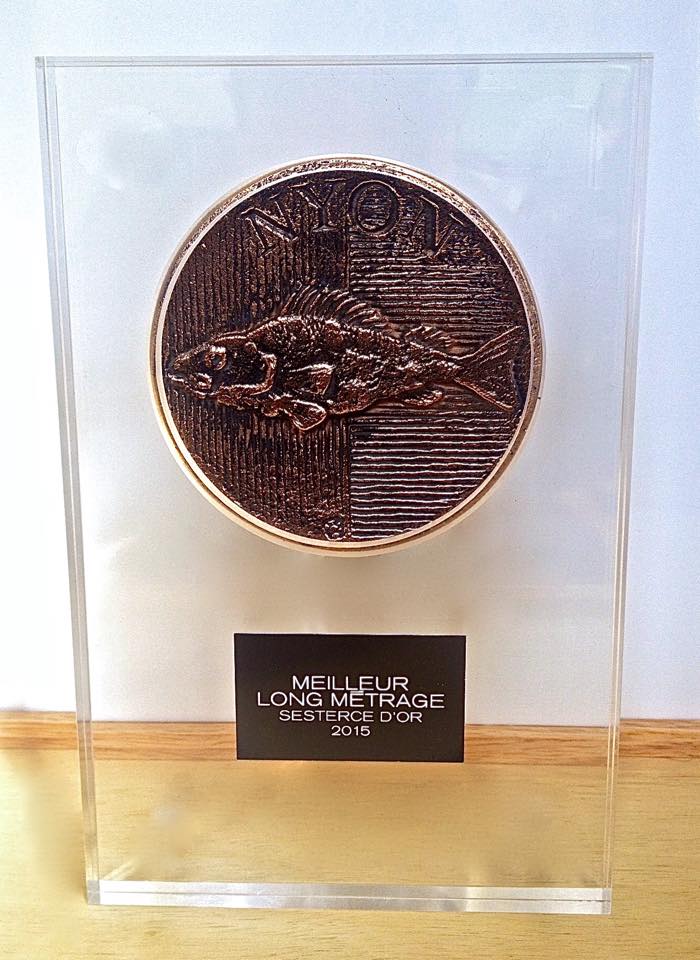 NYON
MEILLEUR
LONG MÉTRAGE
SESTERCE D'OR
2015